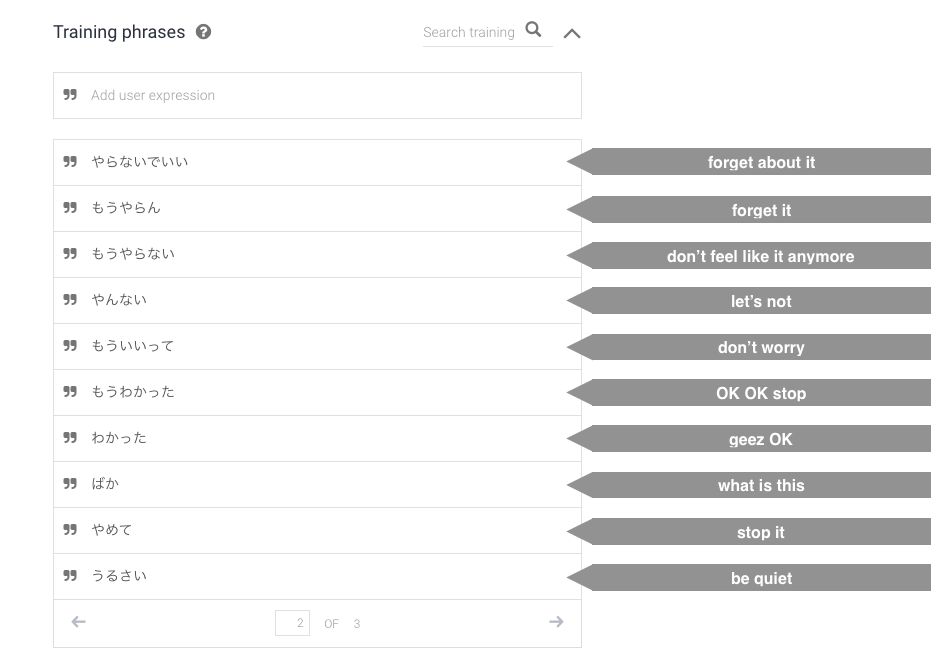 Training phrases
Search training
Add user expression
やらないでいい
forget about it
もうやらん
forget it
もうやらない
don't feel like it anymore
やんない
let's not
もういいって
don't worry
もうわかった
OK OK stop
わかった
geez OK
ばか
what is this
やめて
stop it
うるさい
be quiet
2 OF 3